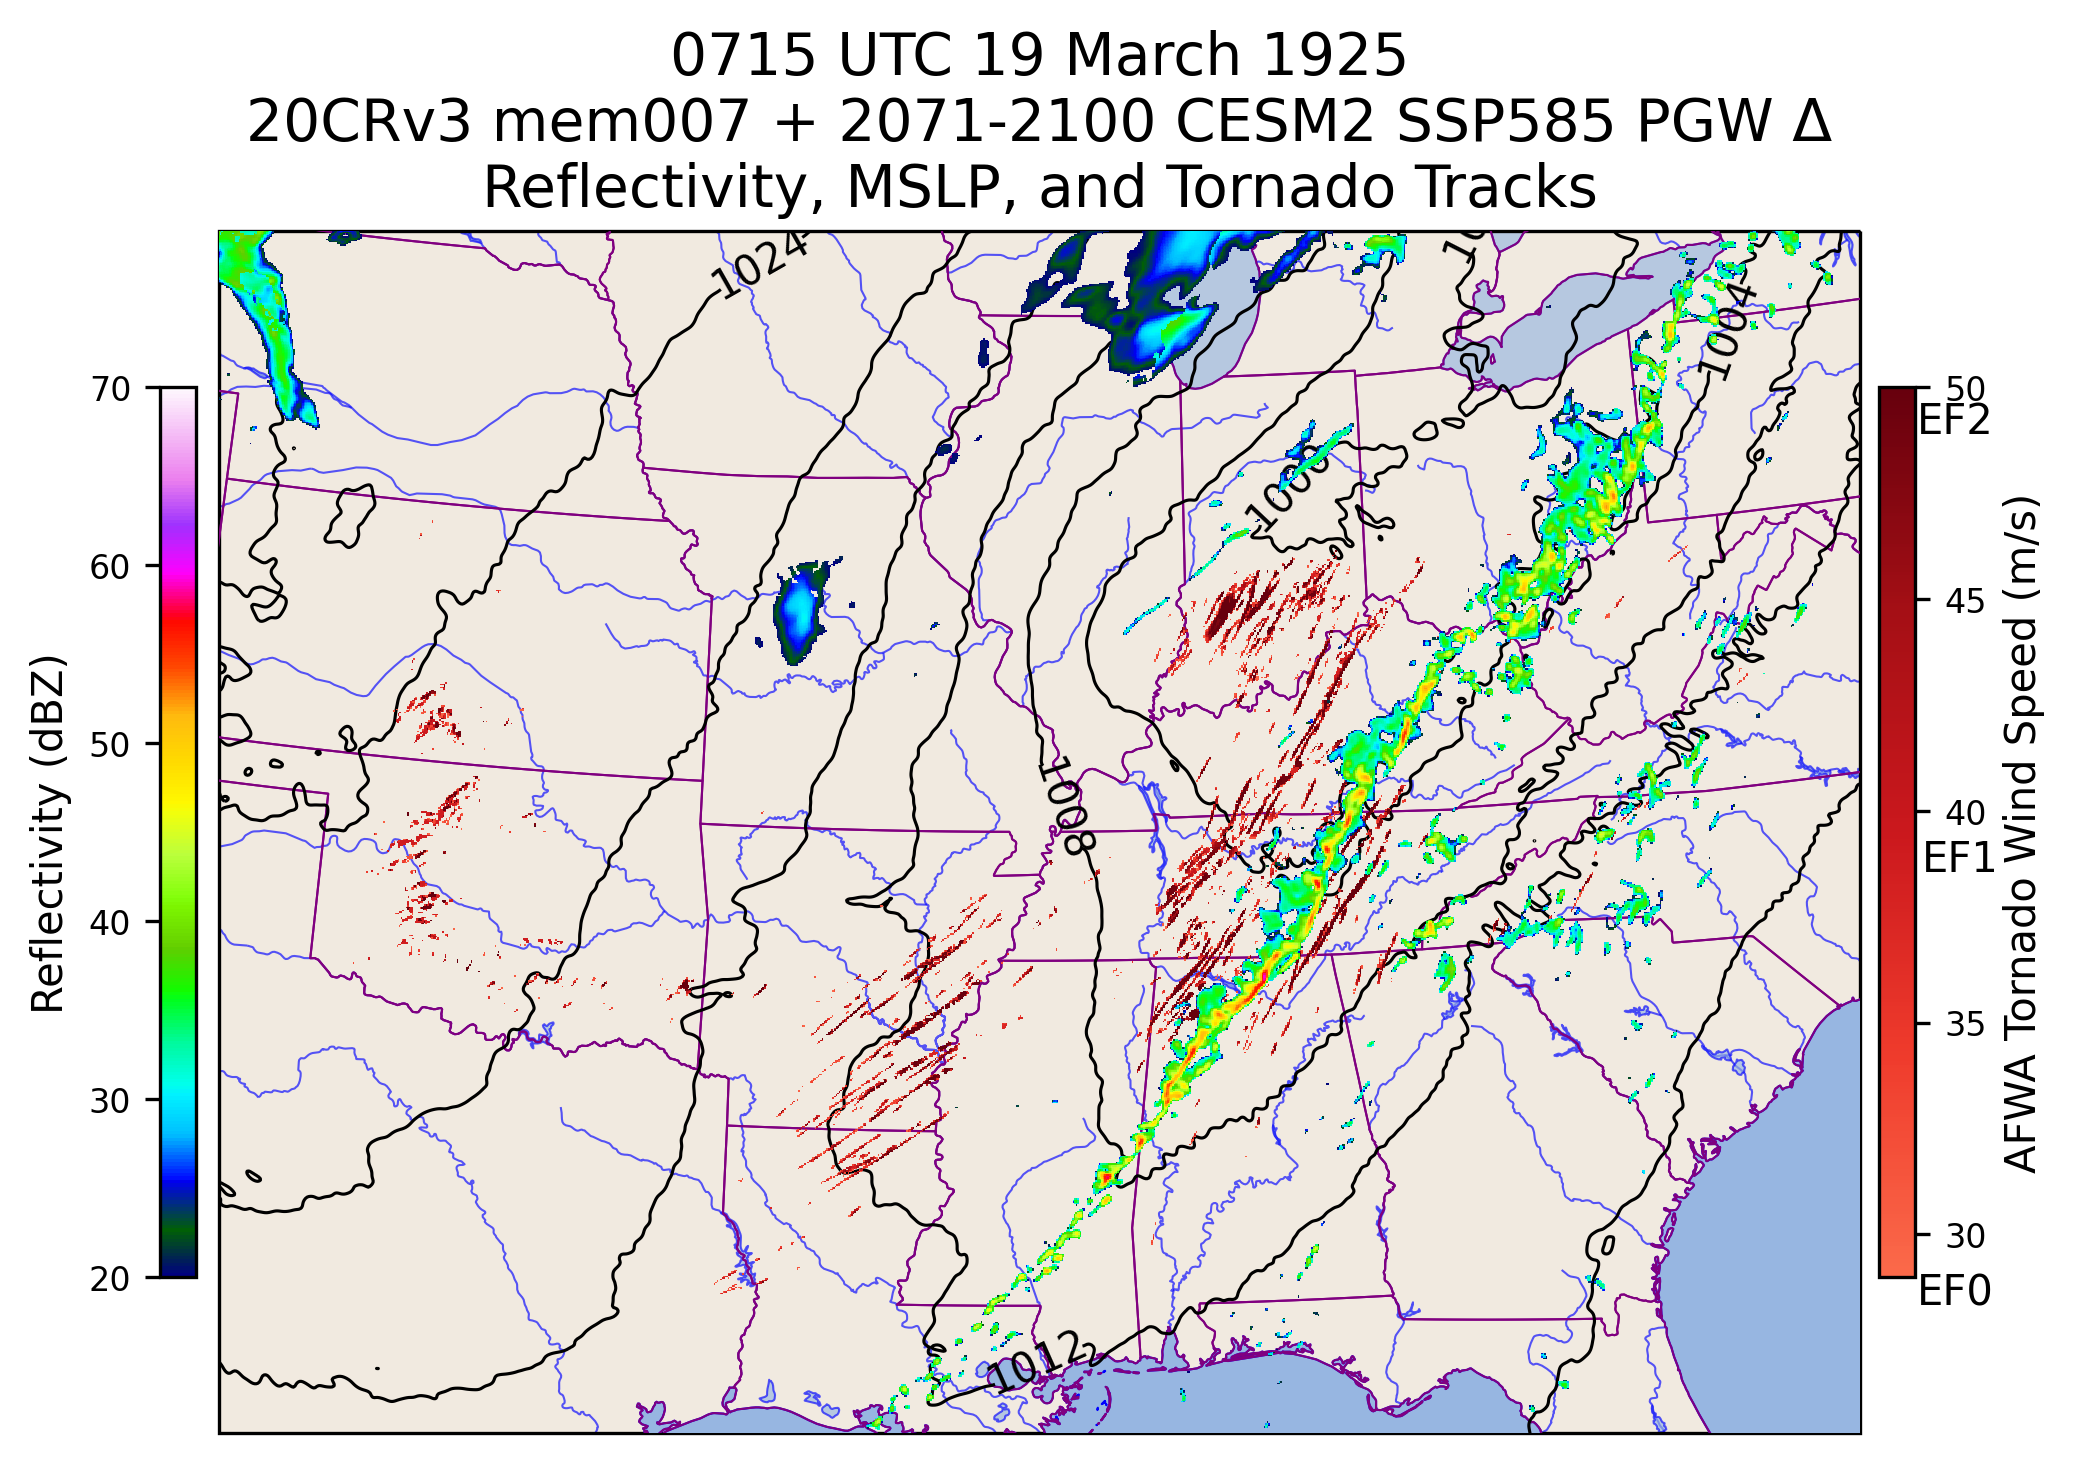 0715 UTC 19 March 1925
20CRv3 mem007 + 2071-2100 CESM2 SSP585 PGW Δ
Reflectivity, MSLP, and Tornado Tracks
Reflectivity (dBZ)
70
60
50
40
30
20
1024
1004
1008
1008
1012
50
EF2
45
40
EF1
35
30
EF0
AFWA Tornado Wind Speed (m/s)